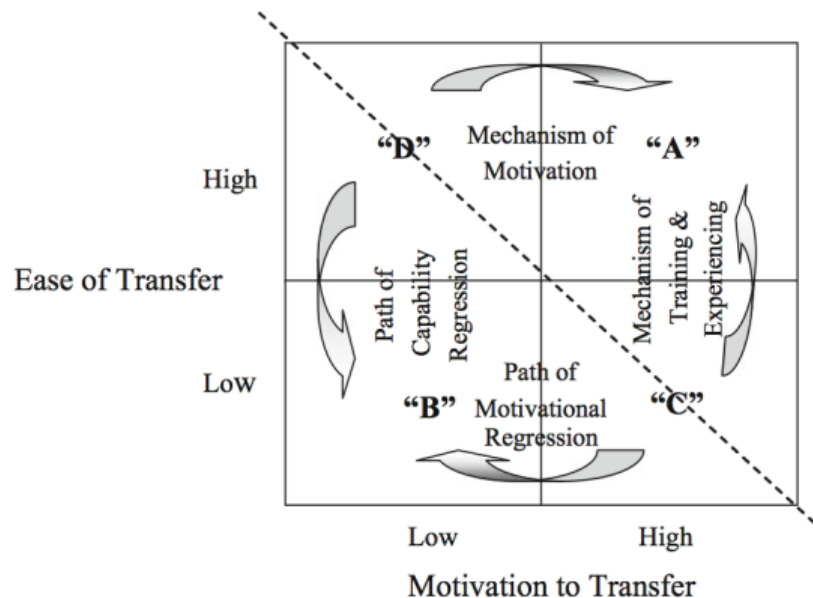 “D”
Mechanism of
Motivation
“A”
High
Mechanism of
Training &
Experiencing
Ease of Transfer
Path of
Capability
Regression
Low
“B”
Path of
Motivational
Regression
“C”
Low
High
Motivation to Transfer